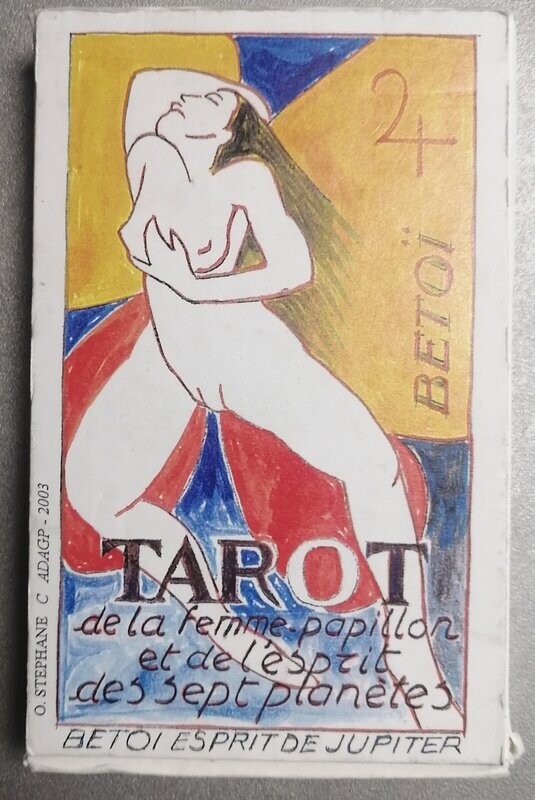 ♃
BETOÏ
TAROT
de la femme-papillon
et de l'esprit
des sept planètes
BETOÏ ESPRIT DE JUPITER
O. STEPHANE C ADAGP - 2003